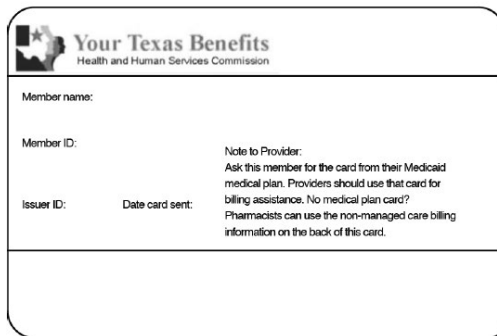 Your Texas Benefits
Health and Human Services Commission
Member name:
Member ID:
Note to Provider:
Ask this member for the card from their Medicaid
medical plan. Providers should use that card for
billing assistance. No medical plan card?
Pharmacists can use the non-managed care billing
information on the back of this card.
Issuer ID:
Date card sent: